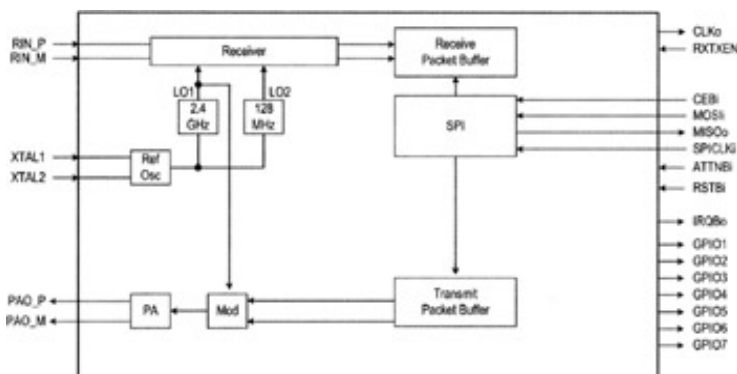 RIN_P
RIN_M
Receiver
Receive
Packet Buffer
CLKo
RXTXEN
LO1
LO2
2.4
GHz
128
MHz
SPI
CEBi
MOSIi
MISOo
SPICLKi
XTAL1
XTAL2
Ref
Osc
ATTNBi
RSTBi
IRQBo
GPIO1
GPIO2
GPIO3
GPIO4
GPIO5
GPIO6
GPIO7
PAO_P
PAO_M
PA
Mod
Transmit
Packet Buffer